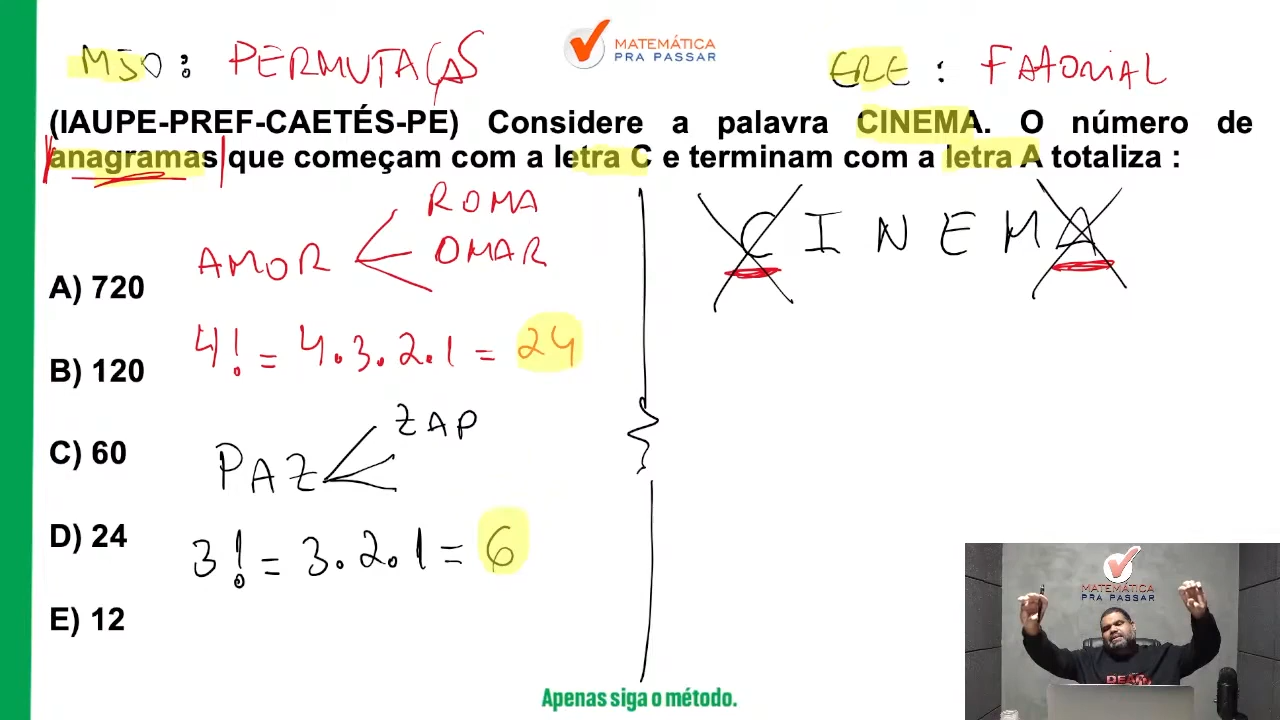 MSO: PERMUTAÇAS
MATEMÁTICA
PRA PASSAR
ERE: FATORIAL
(IAUPE-PREF-CAETÉS-PE) Considere a palavra CINEMA. O número de
anagramas que começam com a letra C e terminam com a letra A totaliza :
ROMA
AMOR
OMAR
C I N E M A
A) 720
4! = 4.3.2.1 = 24
B) 120
ZAP
C) 60
PAZ
D) 24
3! = 3.2.1 = 6
E) 12
MATEMÁTICA
PRA PASSAR
Apenas siga o método.